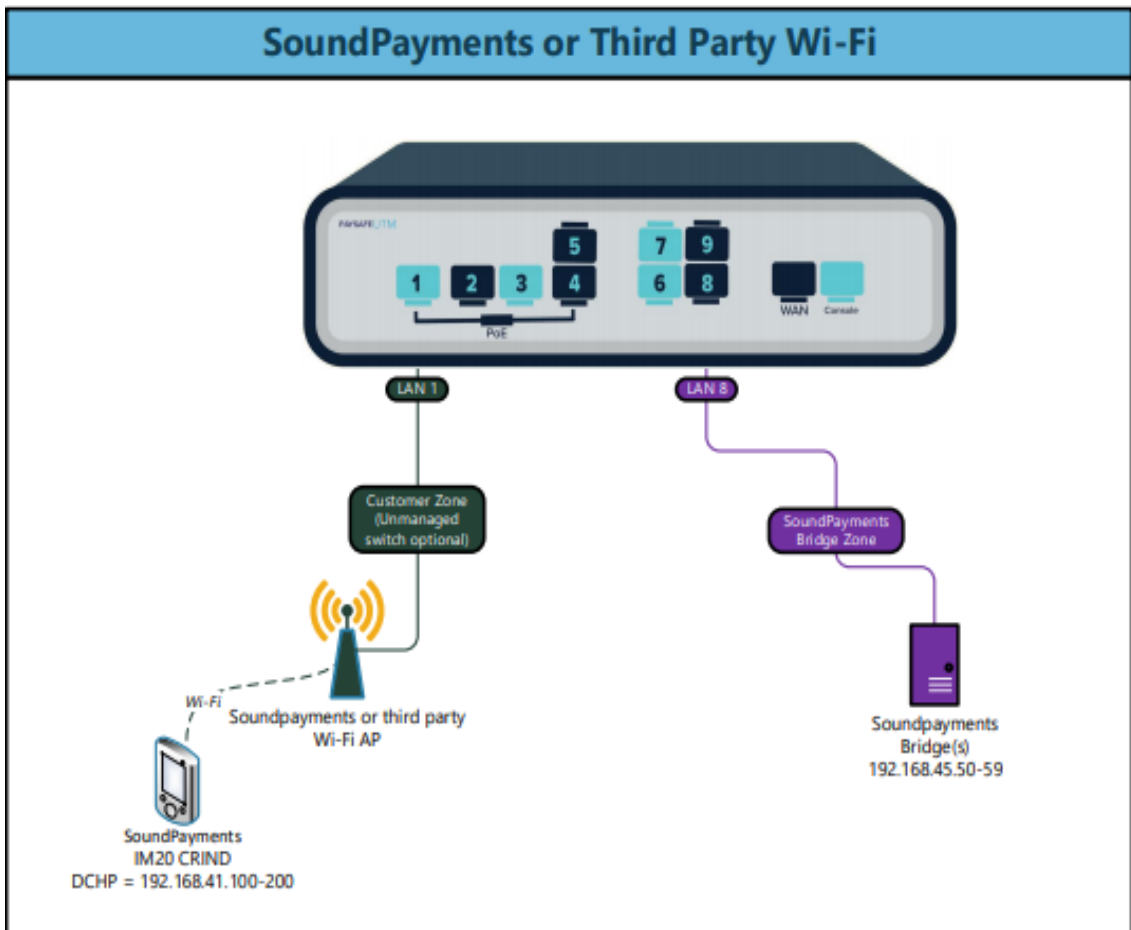 SoundPayments or Third Party Wi-Fi
PAYSAFE UTM
5
7
9
1
2
3
4
6
8
PoE
WAN
Console
LAN 1
LAN 8
Customer Zone
(Unmanaged
switch optional)
SoundPayments
Bridge Zone
Wi-Fi
Soundpayments or third party
Wi-Fi AP
Soundpayments
Bridge(s)
192.168.45.50-59
SoundPayments
IM20 CRIND
DCHP = 192.168.41.100-200